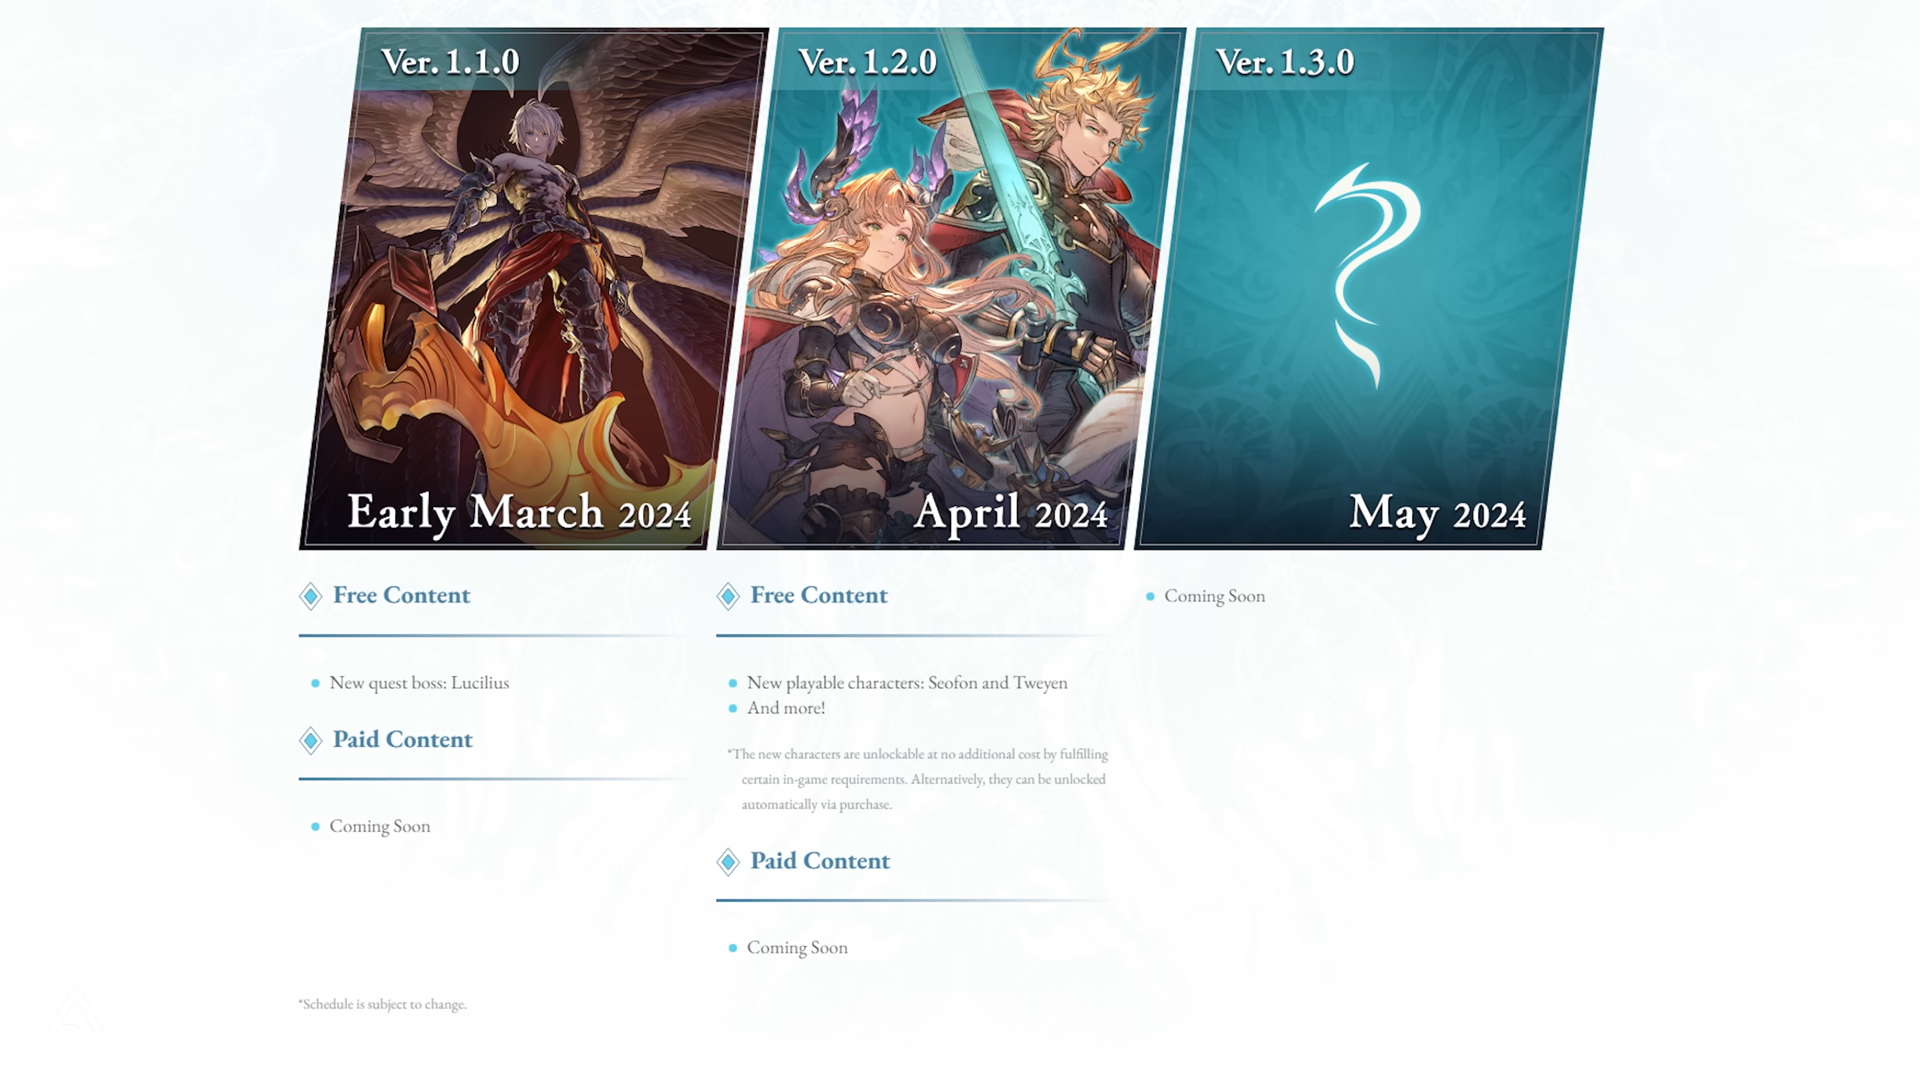 Ver. 1.1.0
Early March 2024
Free Content
New quest boss: Lucilius
Paid Content
Coming Soon
Ver. 1.2.0
April 2024
Free Content
New playable characters: Seofon and Tweyen
And more!
*The new characters are unlockable at no additional cost by fulfilling
certain in-game requirements. Alternatively, they can be unlocked
automatically via purchase.
Paid Content
Coming Soon
Ver. 1.3.0
?
May 2024
Coming Soon
*Schedule is subject to change.